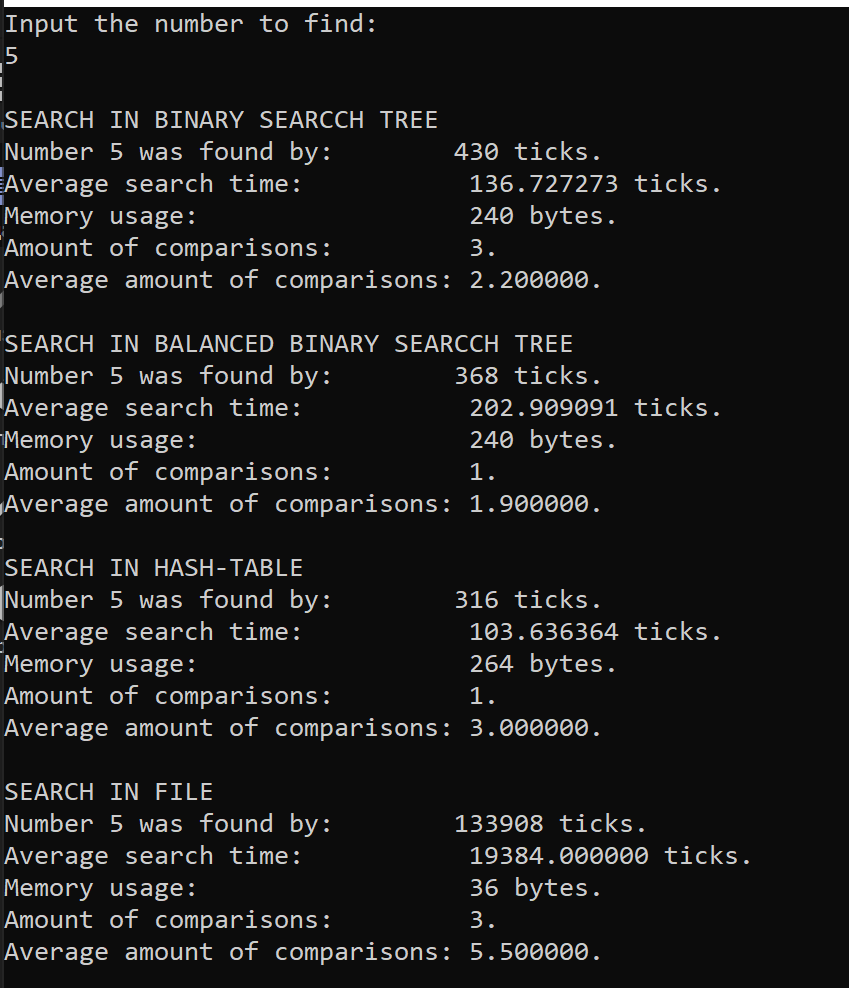 Input the number to find:
5
SEARCH IN BINARY SEARCCH TREE
Number 5 was found by: 430 ticks.
Average search time: 136.727273 ticks.
Memory usage: 240 bytes.
Amount of comparisons: 3.
Average amount of comparisons: 2.200000.
SEARCH IN BALANCED BINARY SEARCCH TREE
Number 5 was found by: 368 ticks.
Average search time: 202.909091 ticks.
Memory usage: 240 bytes.
Amount of comparisons: 1.
Average amount of comparisons: 1.900000.
SEARCH IN HASH-TABLE
Number 5 was found by: 316 ticks.
Average search time: 103.636364 ticks.
Memory usage: 264 bytes.
Amount of comparisons: 1.
Average amount of comparisons: 3.000000.
SEARCH IN FILE
Number 5 was found by: 133908 ticks.
Average search time: 19384.000000 ticks.
Memory usage: 36 bytes.
Amount of comparisons: 3.
Average amount of comparisons: 5.500000.